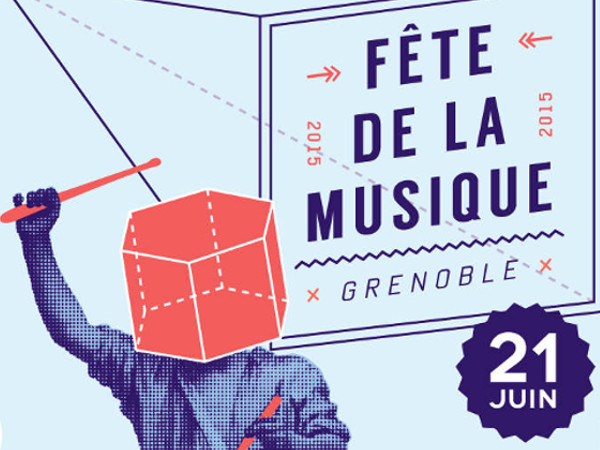 FÊTE
DE LA
MUSIQUE
2015
2015
GRENOBLE
21
JUIN